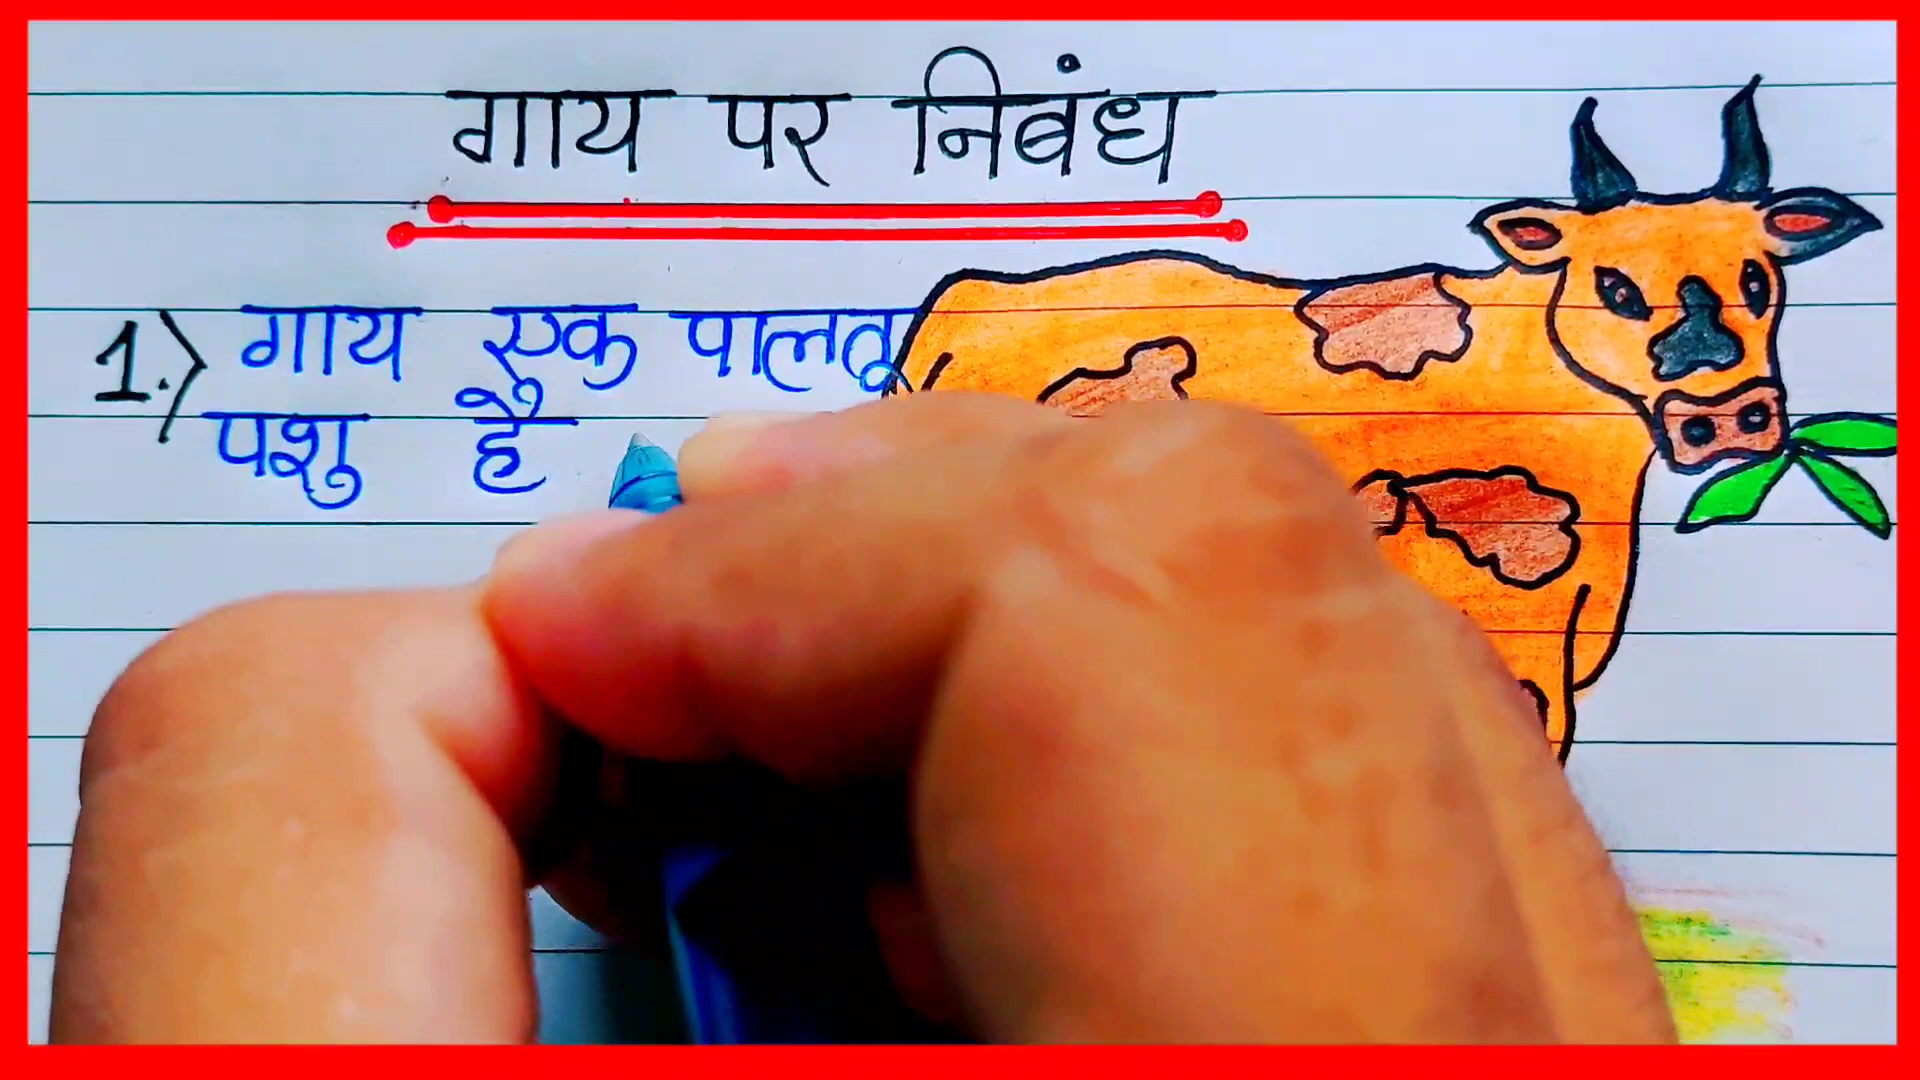 गाय पर निबंध
1.) गाय एक पालतू
पशु है